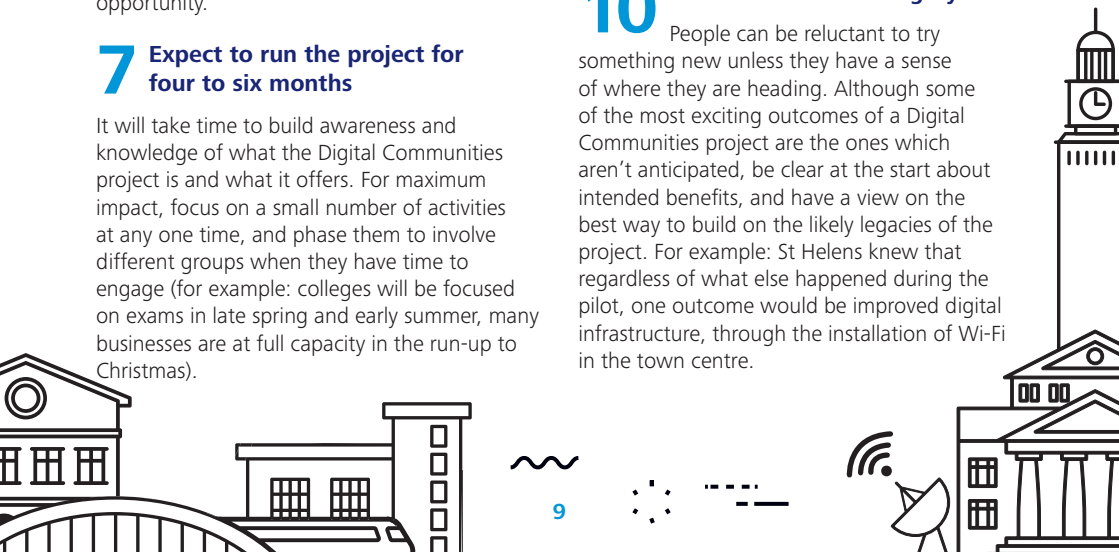 opportunity.
7 Expect to run the project for
four to six months
It will take time to build awareness and
knowledge of what the Digital Communities
project is and what it offers. For maximum
impact, focus on a small number of activities
at any one time, and phase them to involve
different groups when they have time to
engage (for example: colleges will be focused
on exams in late spring and early summer, many
businesses are at full capacity in the run-up to
Christmas).
10
People can be reluctant to try
something new unless they have a sense
of where they are heading. Although some
of the most exciting outcomes of a Digital
Communities project are the ones which
aren’t anticipated, be clear at the start about
intended benefits, and have a view on the
best way to build on the likely legacies of the
project. For example: St Helens knew that
regardless of what else happened during the
pilot, one outcome would be improved digital
infrastructure, through the installation of Wi-Fi
in the town centre.
9